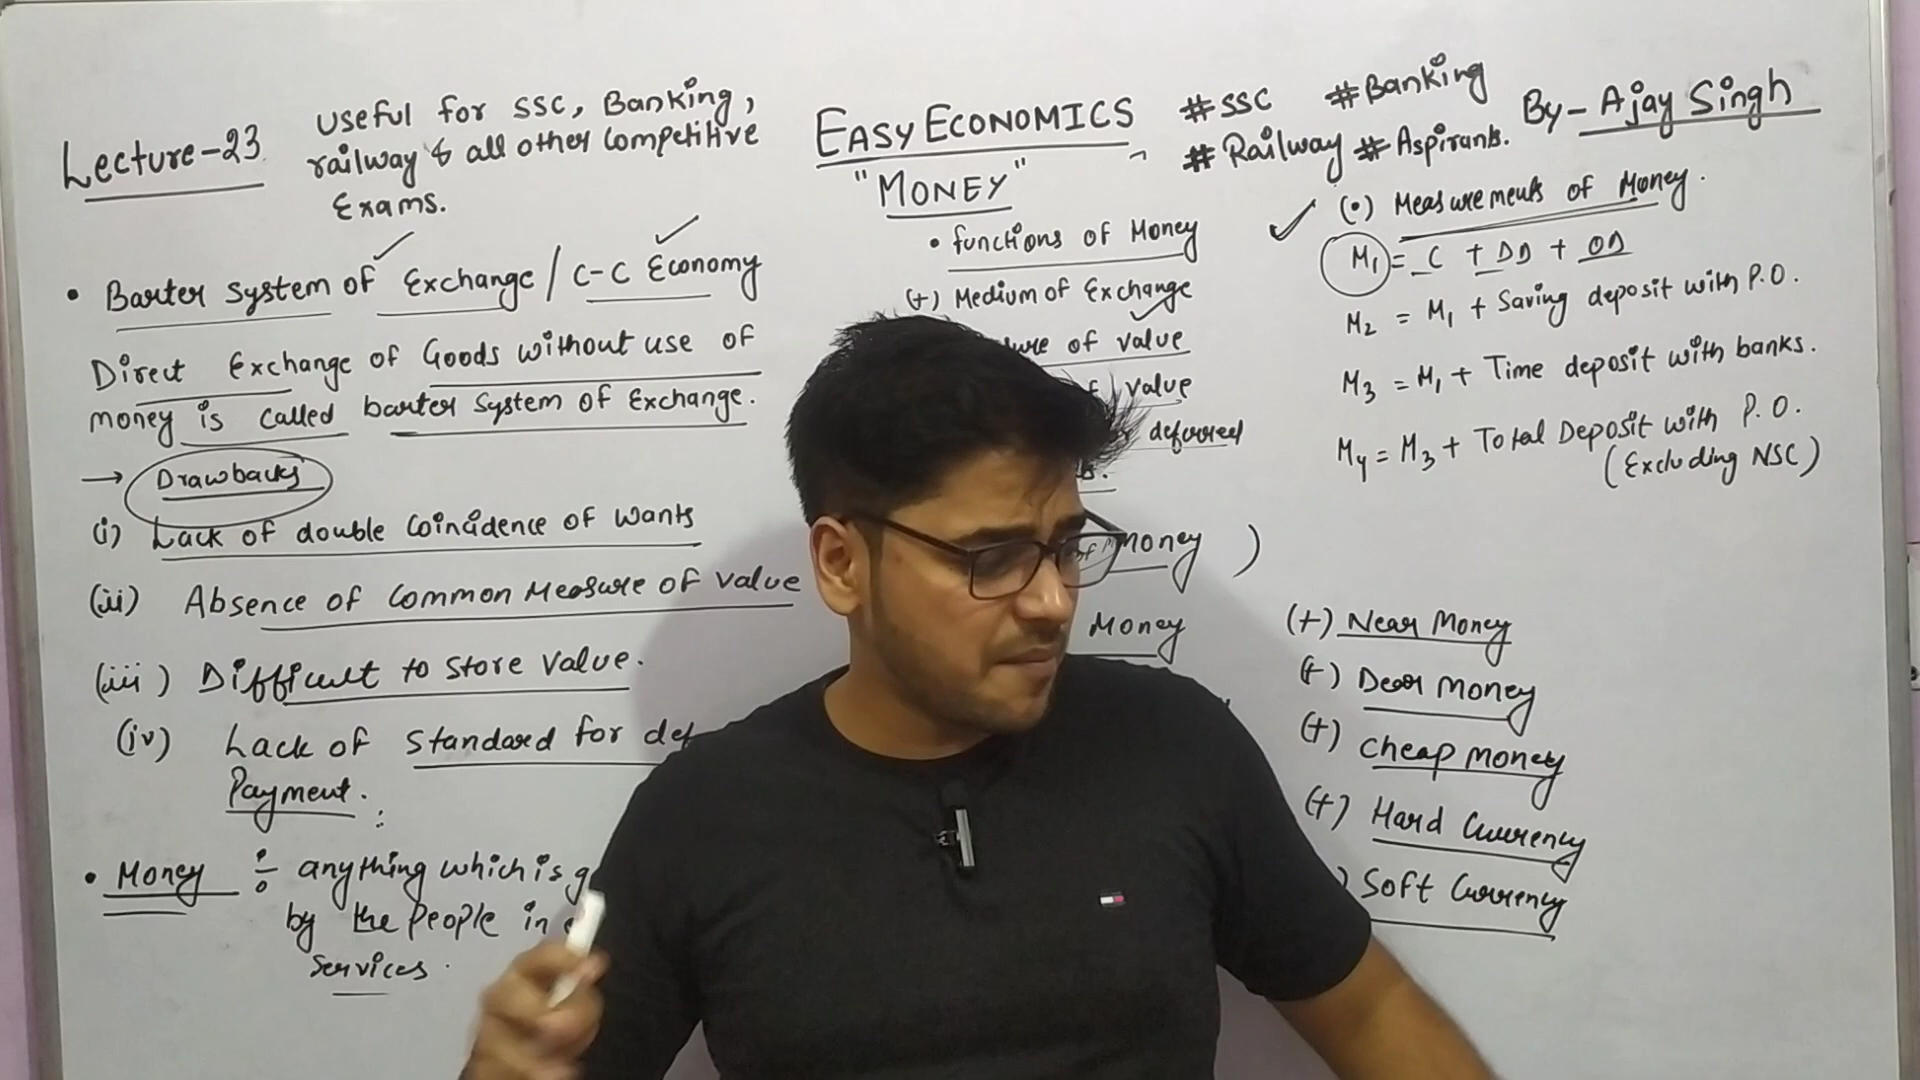 Lecture-23
Useful for SSC, Banking,
railway & all other Competitive
Exams.
EASY ECONOMICS
"MONEY"
#SSC #Banking
#Railway #Aspirants.
By- Ajay Singh
• Barter System of Exchange / C-C Economy
Direct Exchange of Goods without use of
money is called barter System of Exchange.
→ Drawbacks
(i) Lack of double Coincidence of wants
(ii) Absence of Common Measure of value
(iii) Difficult to store value.
(iv) Lack of Standard for
Payment.
• Money ÷ anything which is
by the people in
services.
• functions of Money
(+) Medium of Exchange
of value
value
deferred
Money )
Money
(•) Measurements of Money.
M1 = C + DD + OD
M2 = M1 + Saving deposit with P.O.
M3 = M1 + Time deposit with banks.
M4 = M3 + Total Deposit with P.O.
(Excluding NSC)
(+) Near Money
(+) Dear Money
(+) Cheap Money
(+) Hard Currency
) Soft Currency